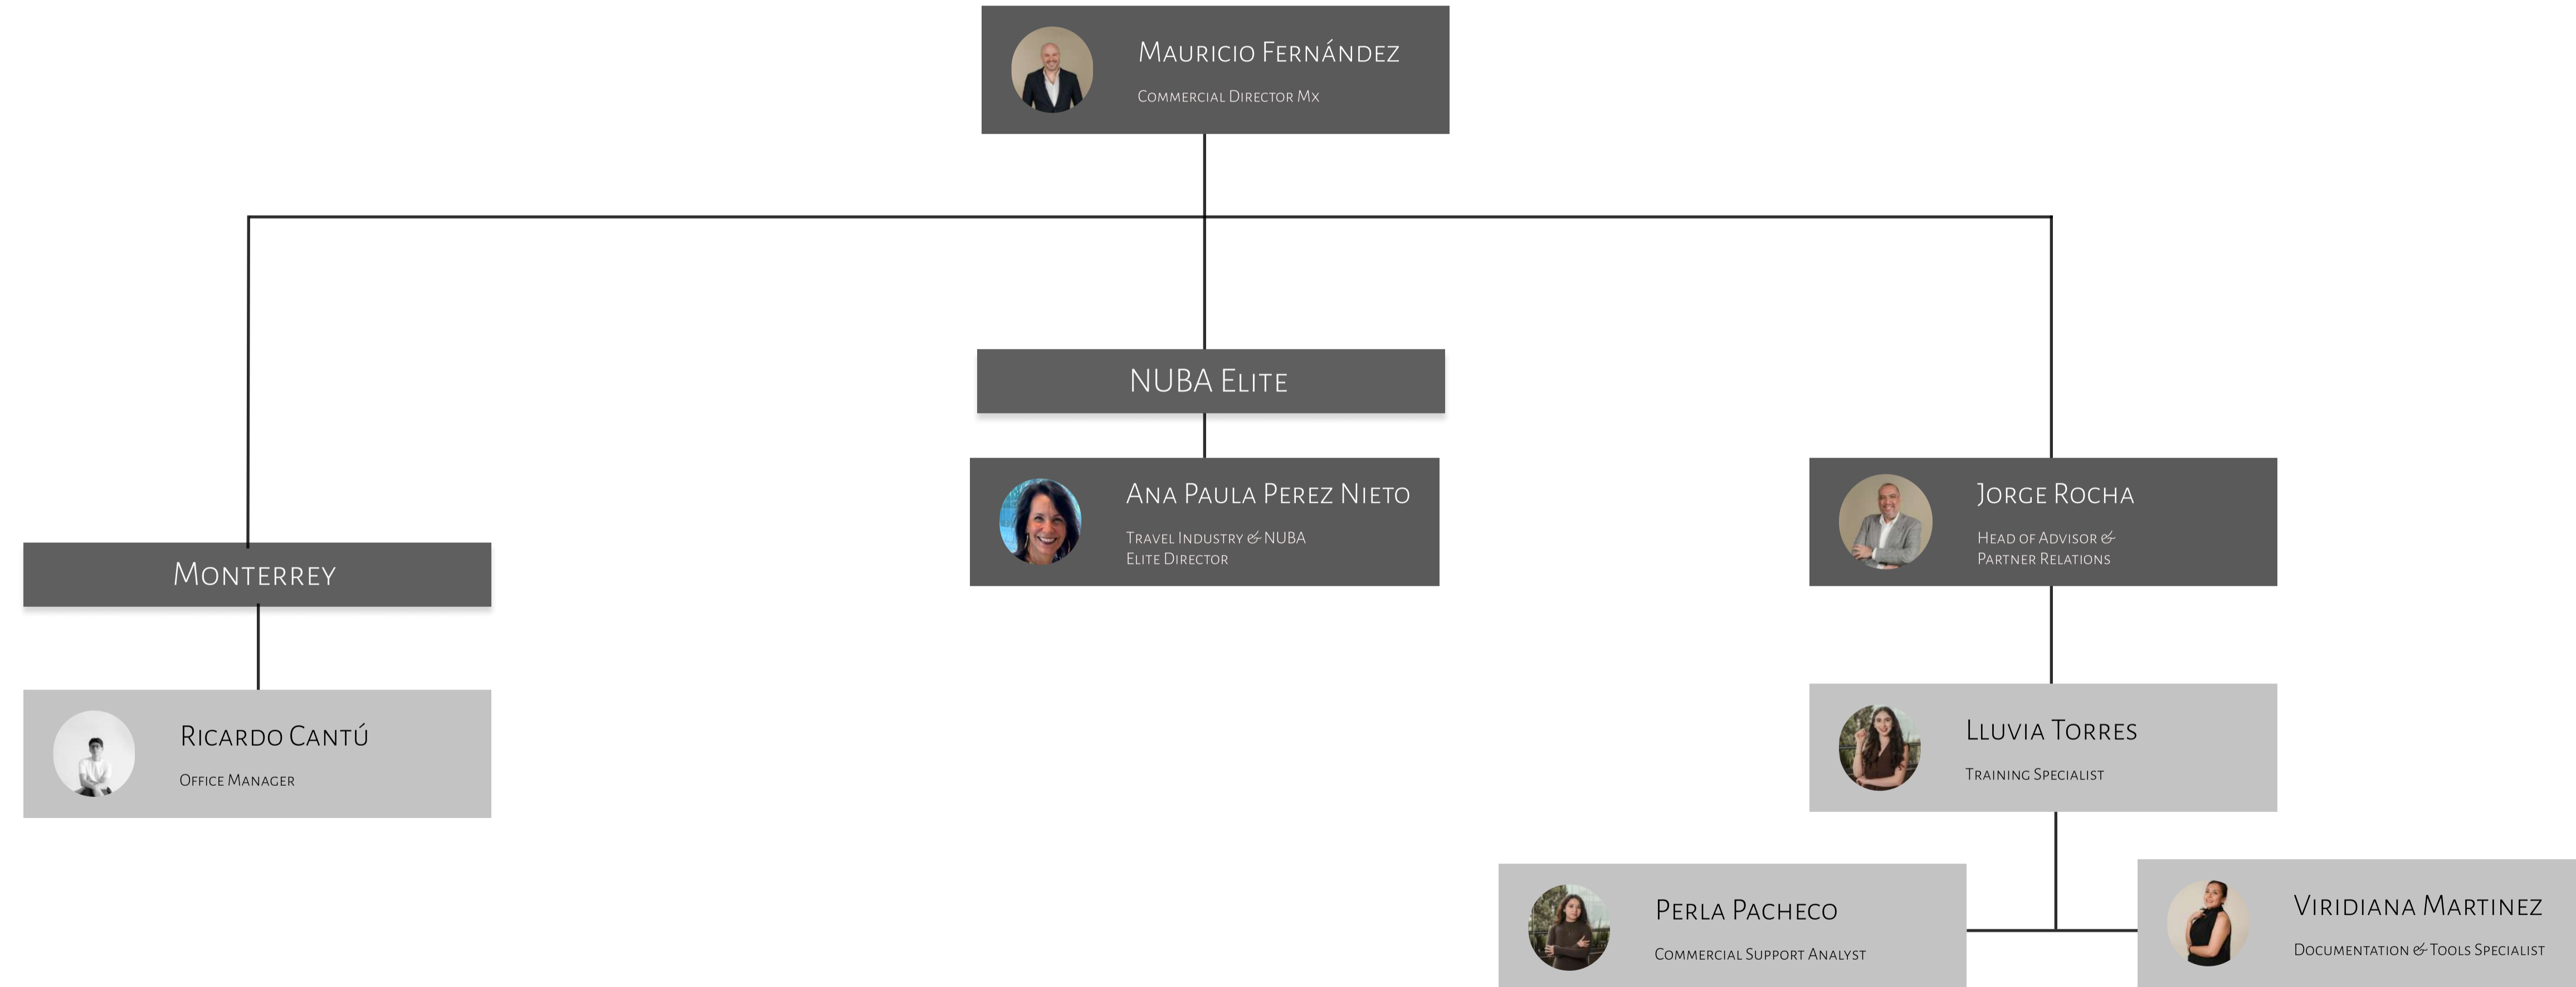 Mauricio Fernández
Commercial Director Mx
NUBA Elite
Ana Paula Perez Nieto
Travel Industry & NUBA
Elite Director
Jorge Rocha
Head of Advisor &
Partner Relations
Monterrey
Ricardo Cantú
Office Manager
Lluvia Torres
Training Specialist
Perla Pacheco
Commercial Support Analyst
Viridiana Martinez
Documentation & Tools Specialist